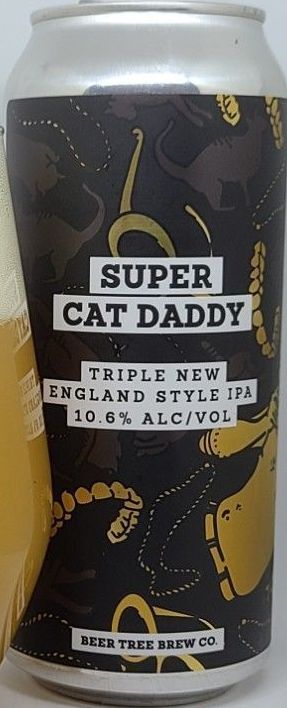 SUPER
CAT DADDY
TRIPLE NEW
ENGLAND STYLE IPA
10.6% ALC/VOL
BEER TREE BREW CO.